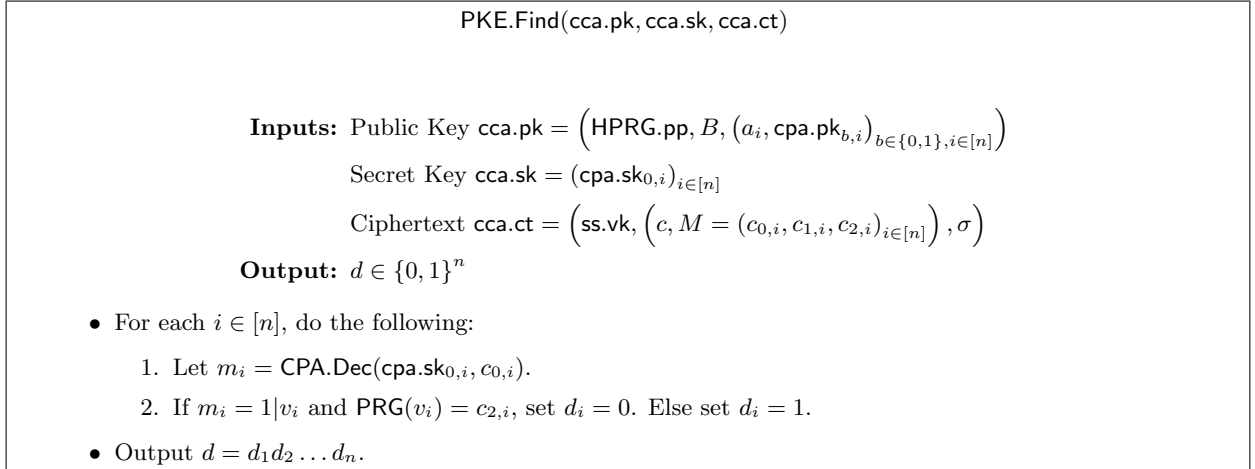 PKE.Find(cca.pk, cca.sk, cca.ct)
Inputs: Public Key cca.pk = (HPRG.pp, B, (a_i, cpa.pk_{b,i})_{b∈{0,1}, i∈[n]})
Secret Key cca.sk = (cpa.sk_{0,i})_{i∈[n]}
Ciphertext cca.ct = (ss.vk, (c, M = (c_{0,i}, c_{1,i}, c_{2,i})_{i∈[n]}), σ)
Output: d ∈ {0, 1}^n
• For each i ∈ [n], do the following:
1. Let m_i = CPA.Dec(cpa.sk_{0,i}, c_{0,i}).
2. If m_i = 1|v_i and PRG(v_i) = c_{2,i}, set d_i = 0. Else set d_i = 1.
• Output d = d_1d_2 ... d_n.